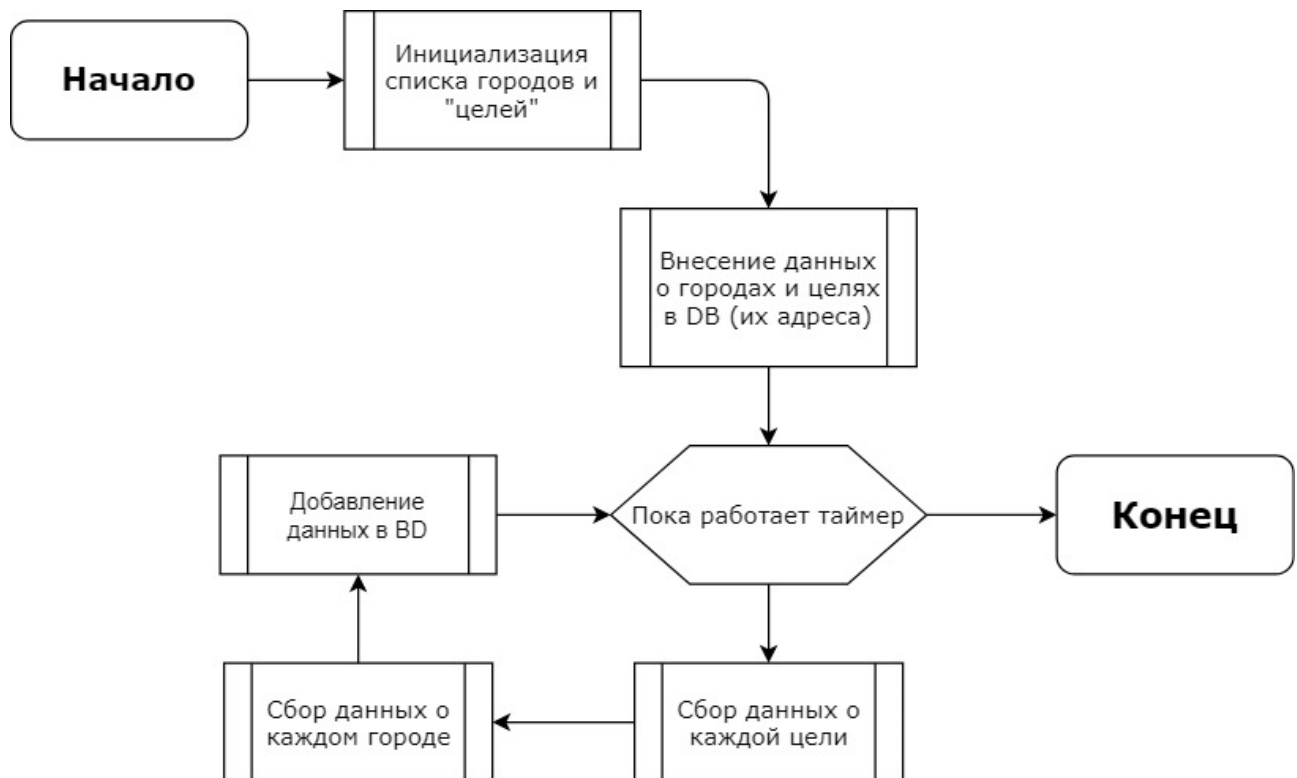 Начало
Инициализация
списка городов и
"целей"
Внесение данных
о городах и целях
в DB (их адреса)
Пока работает таймер
Конец
Сбор данных о
каждой цели
Сбор данных о
каждом городе
Добавление
данных в BD